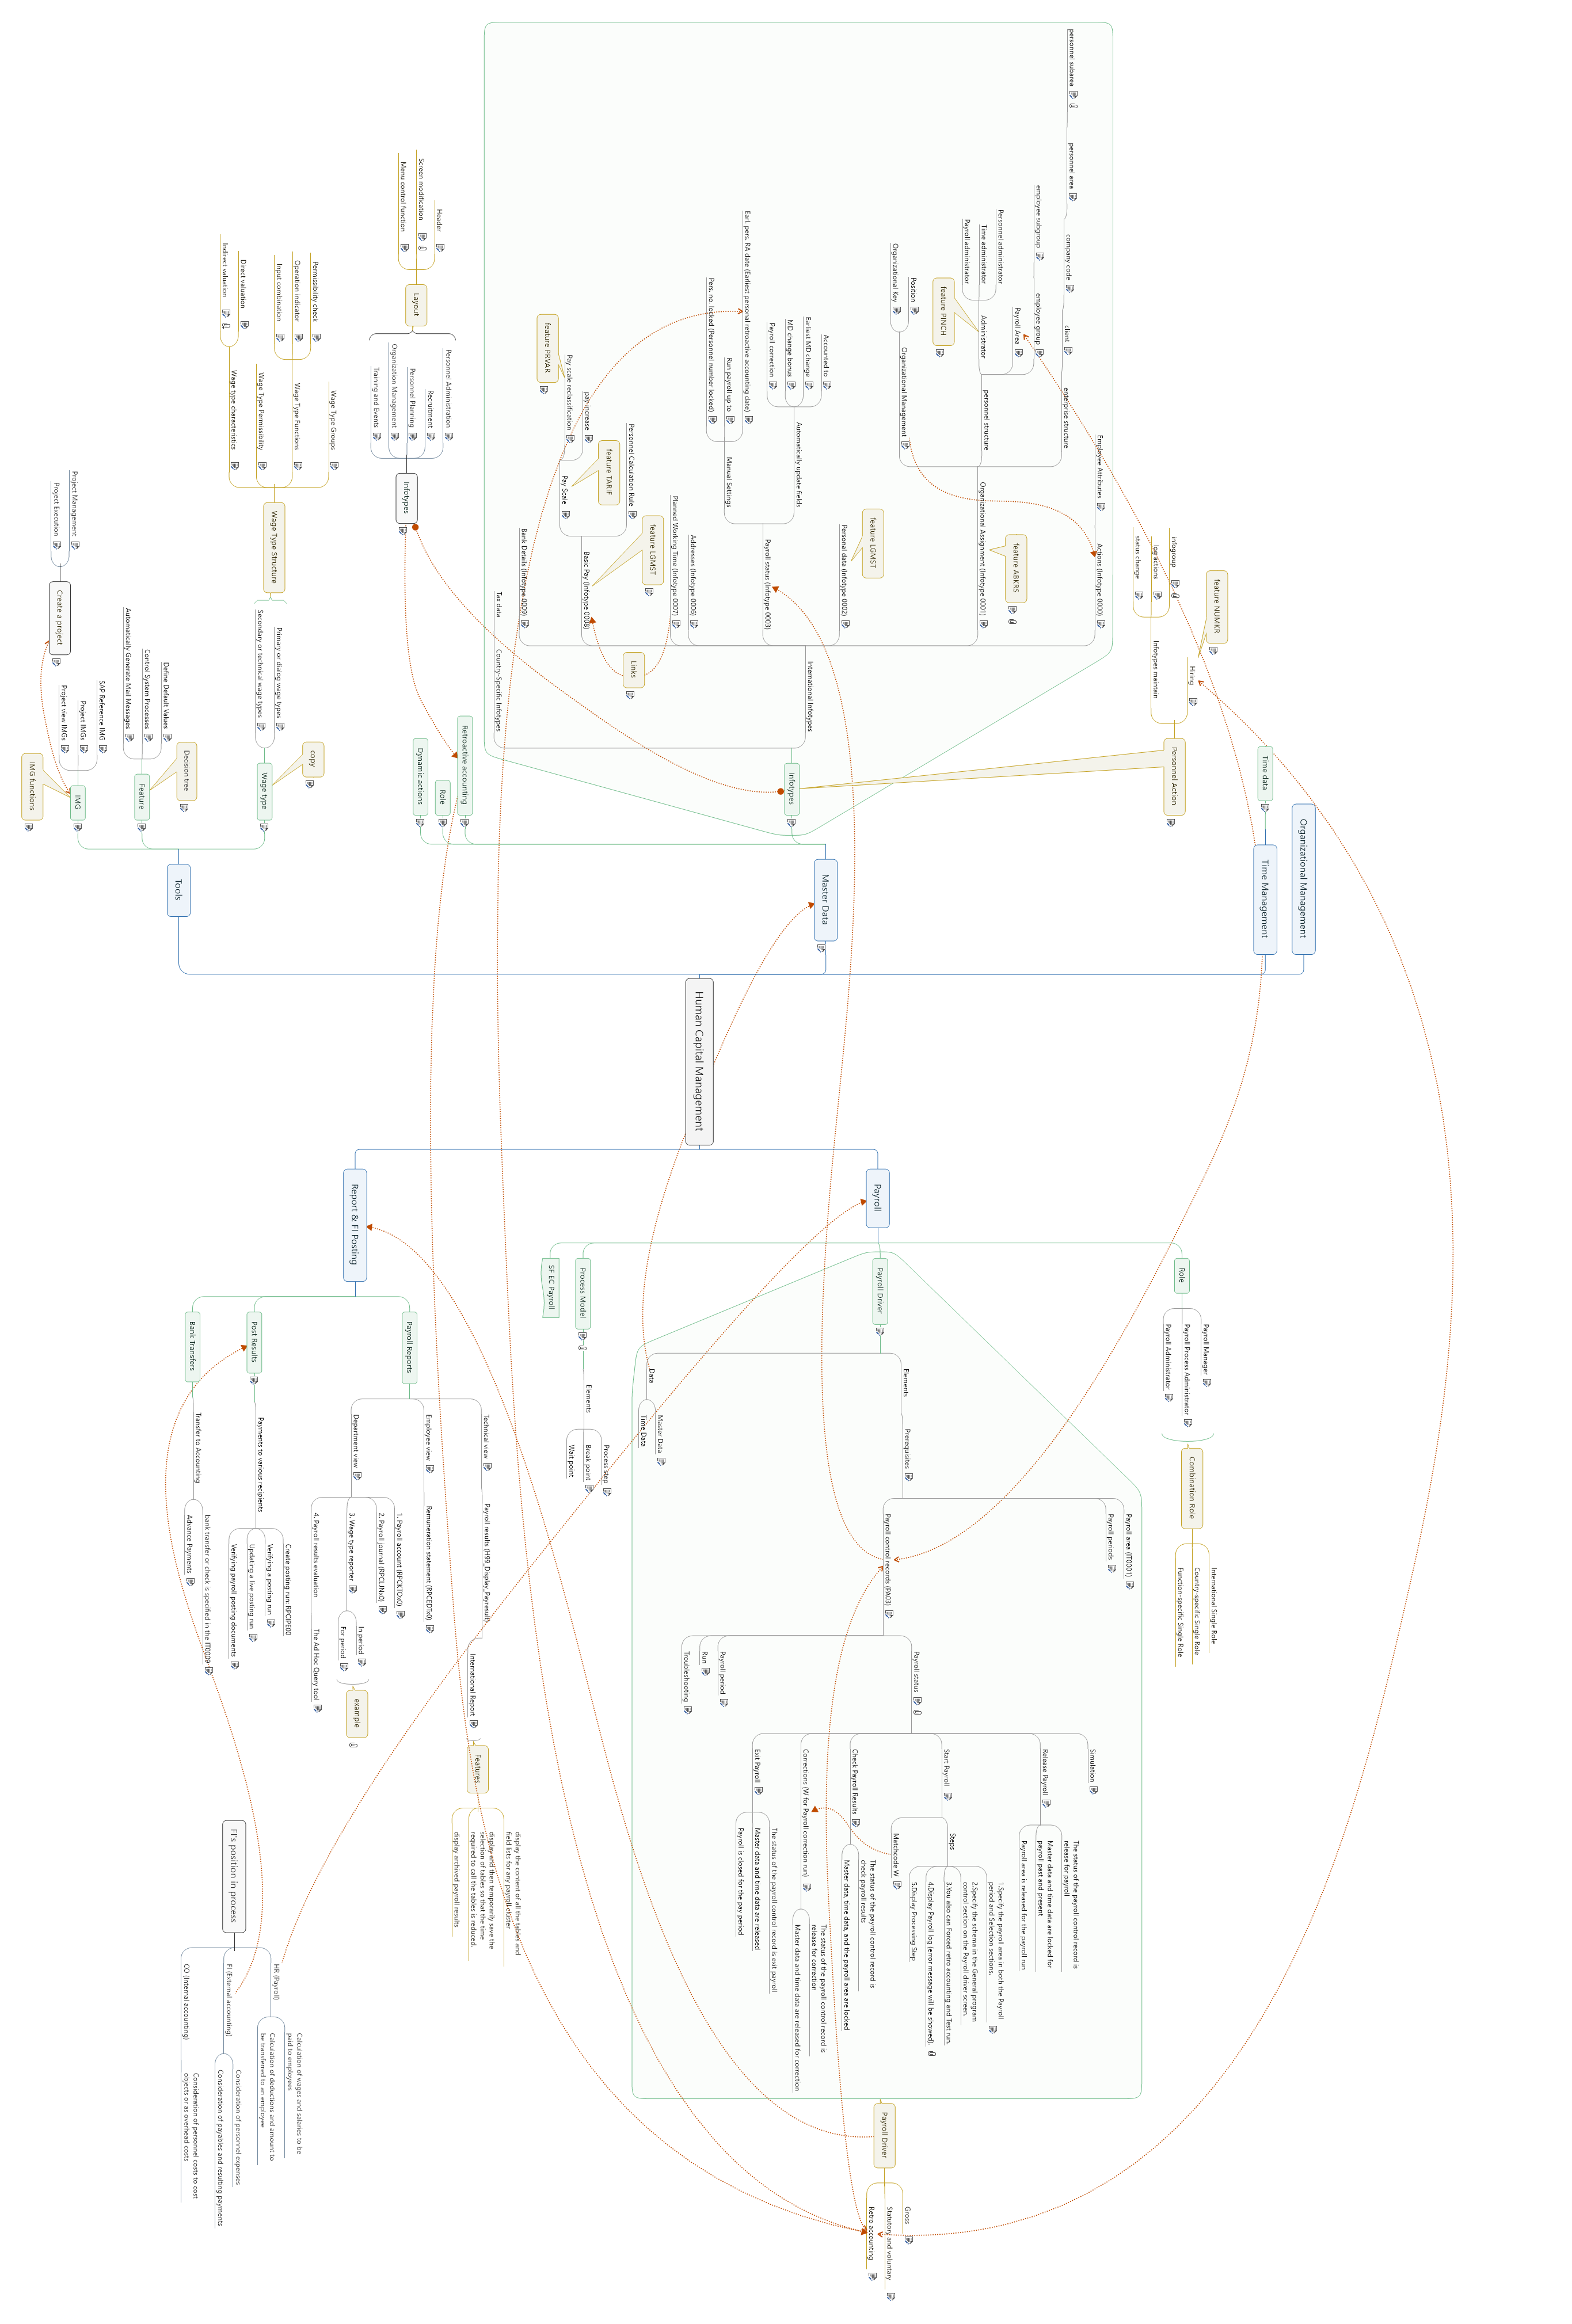 Human Capital Management
Organizational Management
Time Management
Time data
Master Data
Infotypes
Personnel Action
Hiring
feature NUMKR
Infotypes maintain
infogroup
log actions
status change
International Infotypes
Actions (Infotype 0000)
Employee Attributes
Organizational Assignment (Infotype 0001)
feature ABKRS
enterprise structure
client
company code
personnel area
personnel subarea
personnel structure
employee group
employee subgroup
Payroll Area
Administrator
feature PINCH
Personnel administrator
Time administrator
Payroll administrator
Organizational Management
Position
Organizational Key
Personal data (Infotype 0002)
feature LGMST
Payroll status (Infotype 0003)
Automatically update fields
Accounted to
Earliest MD change
MD change bonus
Payroll correction
Manual Settings
Earl. pers. RA date (Earliest personal retroactive accounting date)
Run payroll up to
Pers. no. locked (Personnel number locked)
Addresses (Infotype 0006)
Planned Working Time (Infotype 0007)
Links
Basic Pay (Infotype 0008)
feature LGMST
Personnel Calculation Rule
Pay Scale
feature TARIF
pay increase
Pay scale reclassification
feature PRVAR
Bank Details (Infotype 0009)
Country-Specific Infotypes
Tax data
Retroactive accounting
Role
Dynamic actions
Infotypes
Personnel Administration
Recruitment
Personnel Planning
Organization Management
Training and Events
Layout
Header
Screen modification
Menu control function
Tools
Wage type
copy
Primary or dialog wage types
Secondary or technical wage types
Wage Type Structure
Wage Type Groups
Wage Type Functions
Permissibility check
Operation indicator
Input combination
Wage Type Permissibility
Wage type characteristics
Direct valuation
Indirect valuation
Feature
Decision tree
Define Default Values
Control System Processes
Automatically Generate Mail Messages
IMG
IMG functions
SAP Reference IMG
Project IMGs
Project view IMGs
Create a project
Project Management
Project Execution
Payroll
Role
Payroll Manager
Payroll Process Administrator
Payroll Administrator
Combination Role
International Single Role
Country-specific Single Role
Function-specific Single Role
Payroll Driver
Elements
Prerequisites
Payroll area (IT0001)
Payroll periods
Payroll control records (PA03)
Payroll status
Simulation
Release Payroll
The status of the payroll control record is
release for payroll
Master data and time data are locked for
payroll past and present
Payroll area is released for the payroll run
Start Payroll
Steps
1.Specify the payroll area in both the Payroll
period and Selection sections.
2.Specify the schema in the General program
control section on the Payroll driver screen.
3.You also can Forced retro accounting and Test run.
4.Display Payroll log (error message will be showed).
5.Display Processing Step
Matchcode W
Check Payroll Results
The status of the payroll control record is
check payroll results
Master data, time data, and the payroll area are locked
Corrections (W for Payroll correction run)
The status of the payroll control record is
release for correction
Master data and time data are released for correction
Exit Payroll
The status of the payroll control record is exit payroll
Master data and time data are released
Payroll is closed for the pay period
Payroll period
Run
Troubleshooting
Data
Master Data
Time Data
Payroll Driver
Gross
Statutory and voluntary
Retro accounting
Process Model
Elements
Process step
Break point
Wait point
SF EC Payroll
Report & FI Posting
Payroll Reports
Technical view
Payroll results (H99_Display_Payresult)
International Report
Features
display the content of all the tables and
field lists for any payroll cluster
display and then temporarily save the
selection of tables so that the time
required to call the tables is reduced.
display archived payroll results
Employee view
Remuneration statement (RPCEDTx0)
Department view
1. Payroll account (RPCKTOx0)
2. Payroll journal (RPCLJNx0)
3. Wage type reporter
In period
For period
example
4. Payroll results evaluation
The Ad Hoc Query tool
Post Results
Payments to various recipients
Create posting run: RPCIPE00
Verifying a posting run
Updating a live posting run
Verifying payroll posting documents
Bank Transfers
Transfer to Accounting
bank transfer or check is specified in the IT0009
Advance Payments
FI's position in process
HR (Payroll)
Calculation of wages and salaries to be
paid to employees
Calculation of deductions and amount to
be transferred to an employee
FI (External accounting)
Consideration of personnel expenses
Consideration of payables and resulting payments
CO (Internal accounting)
Consideration of personnel costs to cost
objects or as overhead costs